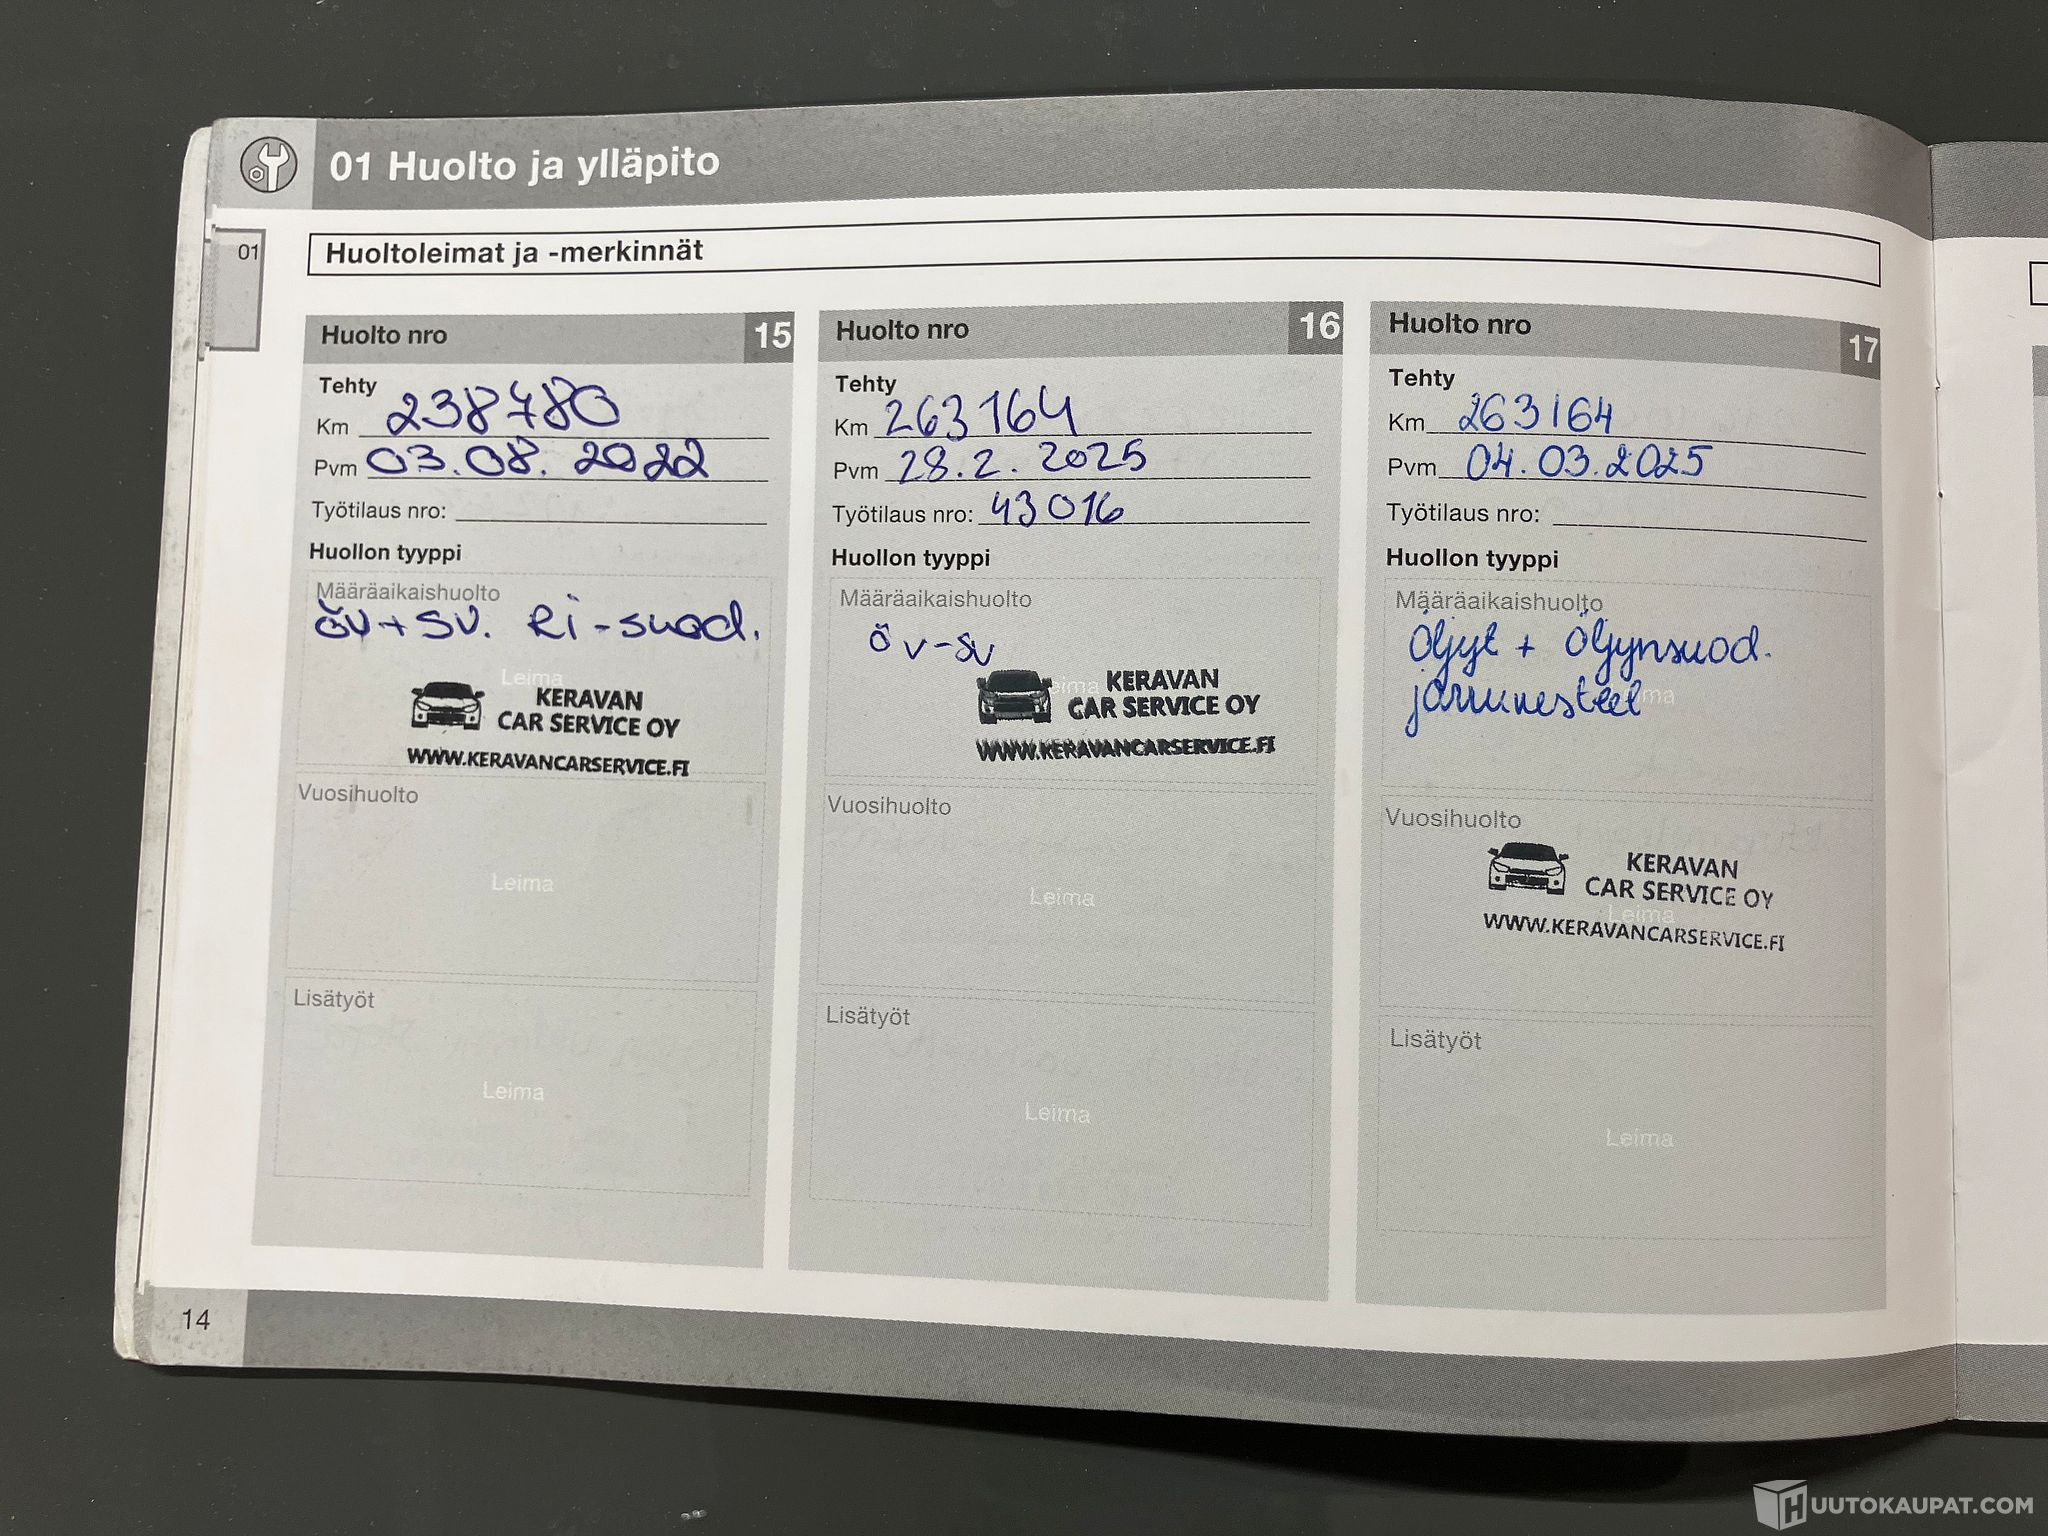 01 Huolto ja ylläpito
01
Huoltoleimat ja -merkinnät
Huolto nro 15
Tehty
Km 238780
Pvm 03.08.2022
Työtilaus nro:
Huollon tyyppi
Määräaikaishuolto
öv+sv. Ri-suod.
Leima
KERAVAN
CAR SERVICE OY
WWW.KERAVANCARSERVICE.FI
Vuosihuolto
Leima
Lisätyöt
Leima
Huolto nro 16
Tehty
Km 263164
Pvm 28.2.2025
Työtilaus nro: 43016
Huollon tyyppi
Määräaikaishuolto
öv-sv
Leima
KERAVAN
CAR SERVICE OY
WWW.KERAVANCARSERVICE.FI
Vuosihuolto
Leima
Lisätyöt
Leima
Huolto nro 17
Tehty
Km 263164
Pvm 04.03.2025
Työtilaus nro:
Huollon tyyppi
Määräaikaishuolto
Öljyt + Öljynsuod.
jarrunesteet
Leima
Vuosihuolto
KERAVAN
CAR SERVICE OY
Leima
WWW.KERAVANCARSERVICE.FI
Lisätyöt
Leima
14
HUUTOKAUPAT.COM